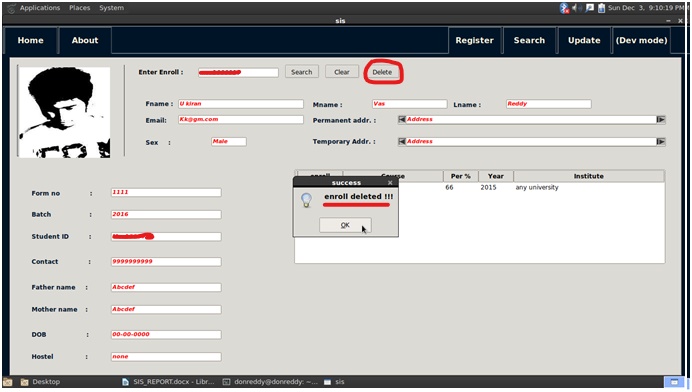 Applications Places System Sun Dec 3, 9:10:19 PM
sis
Home About Register Search Update (Dev mode)
Enter Enroll : Search Clear Delete
Fname : U kiran Mname : Vas Lname : Reddy
Email: Kk@gm.com Permanent addr. : Address
Sex : Male Temporary Addr. : Address
Course Per % Year Institute
66 2015 any university
success
enroll deleted !!!
OK
Form no : 1111
Batch : 2016
Student ID :
Contact : 9999999999
Father name : Abcdef
Mother name : Abcdef
DOB : 00-00-0000
Hostel : none
Desktop SIS_REPORT.docx - Libr... donreddy@donreddy: ~... sis